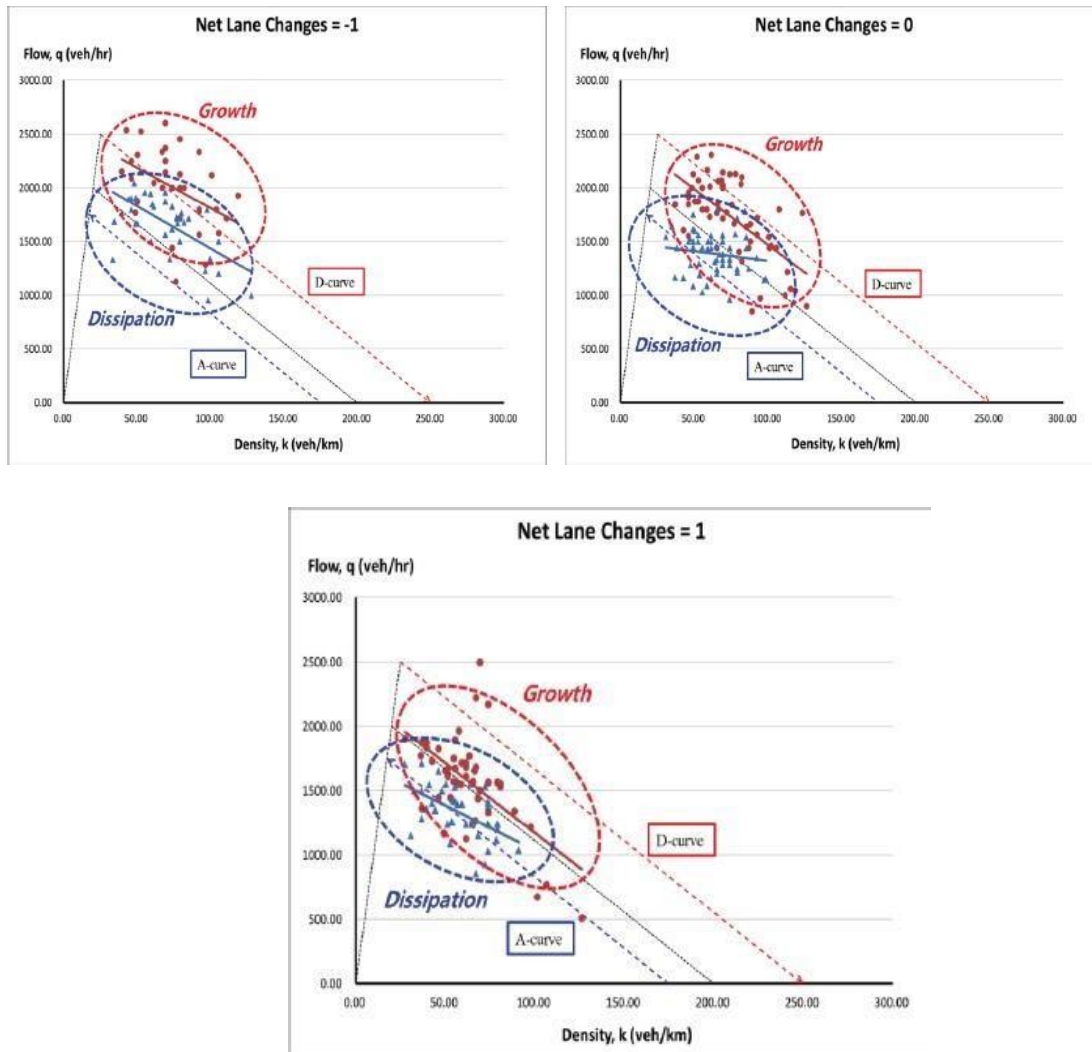 Net Lane Changes = -1
Flow, q (veh/hr)
3000.00
2500.00
2000.00
1500.00
1000.00
500.00
0.00
Growth
Dissipation
D-curve
A-curve
0.00 50.00 100.00 150.00 200.00 250.00 300.00
Density, k (veh/km)
Net Lane Changes = 0
Flow, q (veh/hr)
3000.00
2500.00
2000.00
1500.00
1000.00
500.00
0.00
Growth
Dissipation
D-curve
A-curve
0.00 50.00 100.00 150.00 200.00 250.00 300.00
Density, k (veh/km)
Net Lane Changes = 1
Flow, q (veh/hr)
3000.00
2500.00
2000.00
1500.00
1000.00
500.00
0.00
Growth
Dissipation
D-curve
A-curve
0.00 50.00 100.00 150.00 200.00 250.00 300.00
Density, k (veh/km)